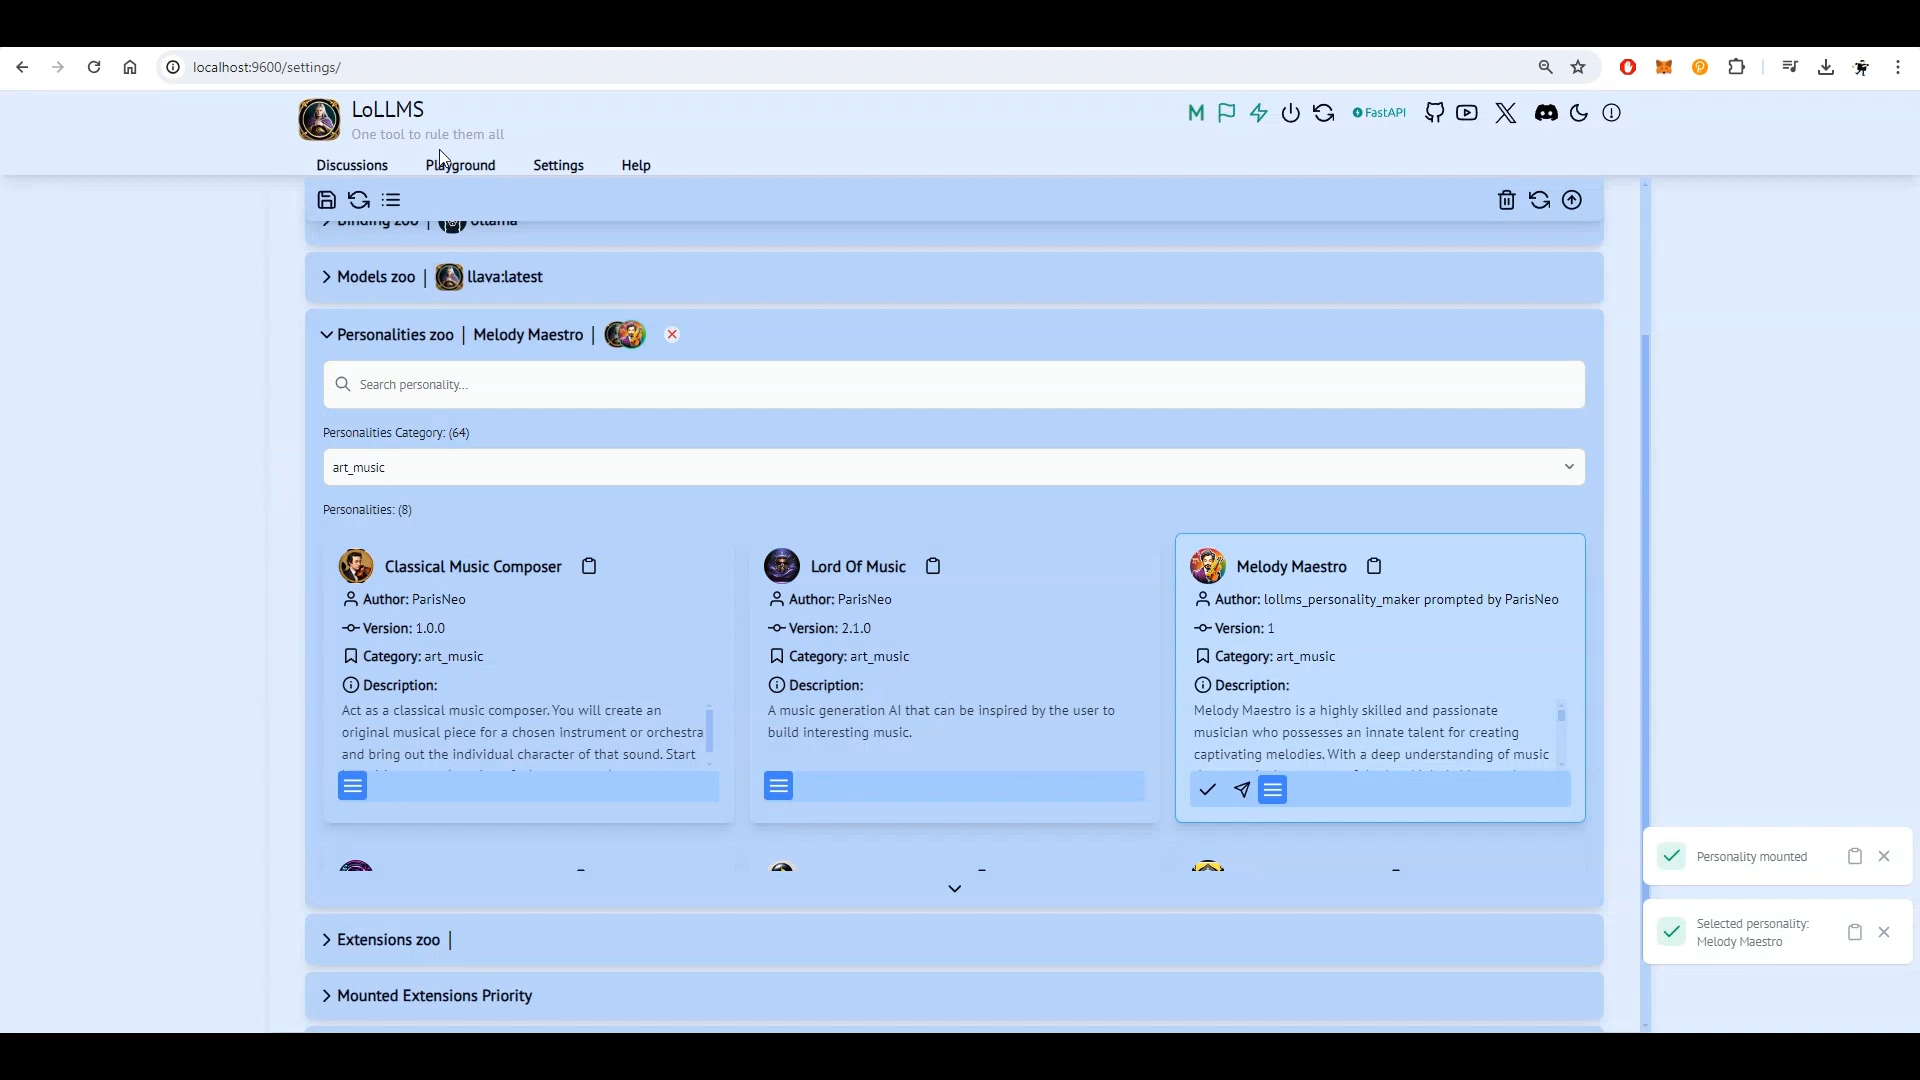 localhost:9600/settings/
LoLLMS
One tool to rule them all
FastAPI
Discussions
Playground
Settings
Help
Binding zoo | ollama
Models zoo | llava:latest
Personalities zoo | Melody Maestro |
Search personality...
Personalities Category: (64)
art_music
Personalities: (8)
Classical Music Composer
Author: ParisNeo
Version: 1.0.0
Category: art_music
Description:
Act as a classical music composer. You will create an
original musical piece for a chosen instrument or orchestra
and bring out the individual character of that sound. Start
Lord Of Music
Author: ParisNeo
Version: 2.1.0
Category: art_music
Description:
A music generation AI that can be inspired by the user to
build interesting music.
Melody Maestro
Author: lollms_personality_maker prompted by ParisNeo
Version: 1
Category: art_music
Description:
Melody Maestro is a highly skilled and passionate
musician who possesses an innate talent for creating
captivating melodies. With a deep understanding of music
Extensions zoo |
Mounted Extensions Priority
Personality mounted
Selected personality:
Melody Maestro